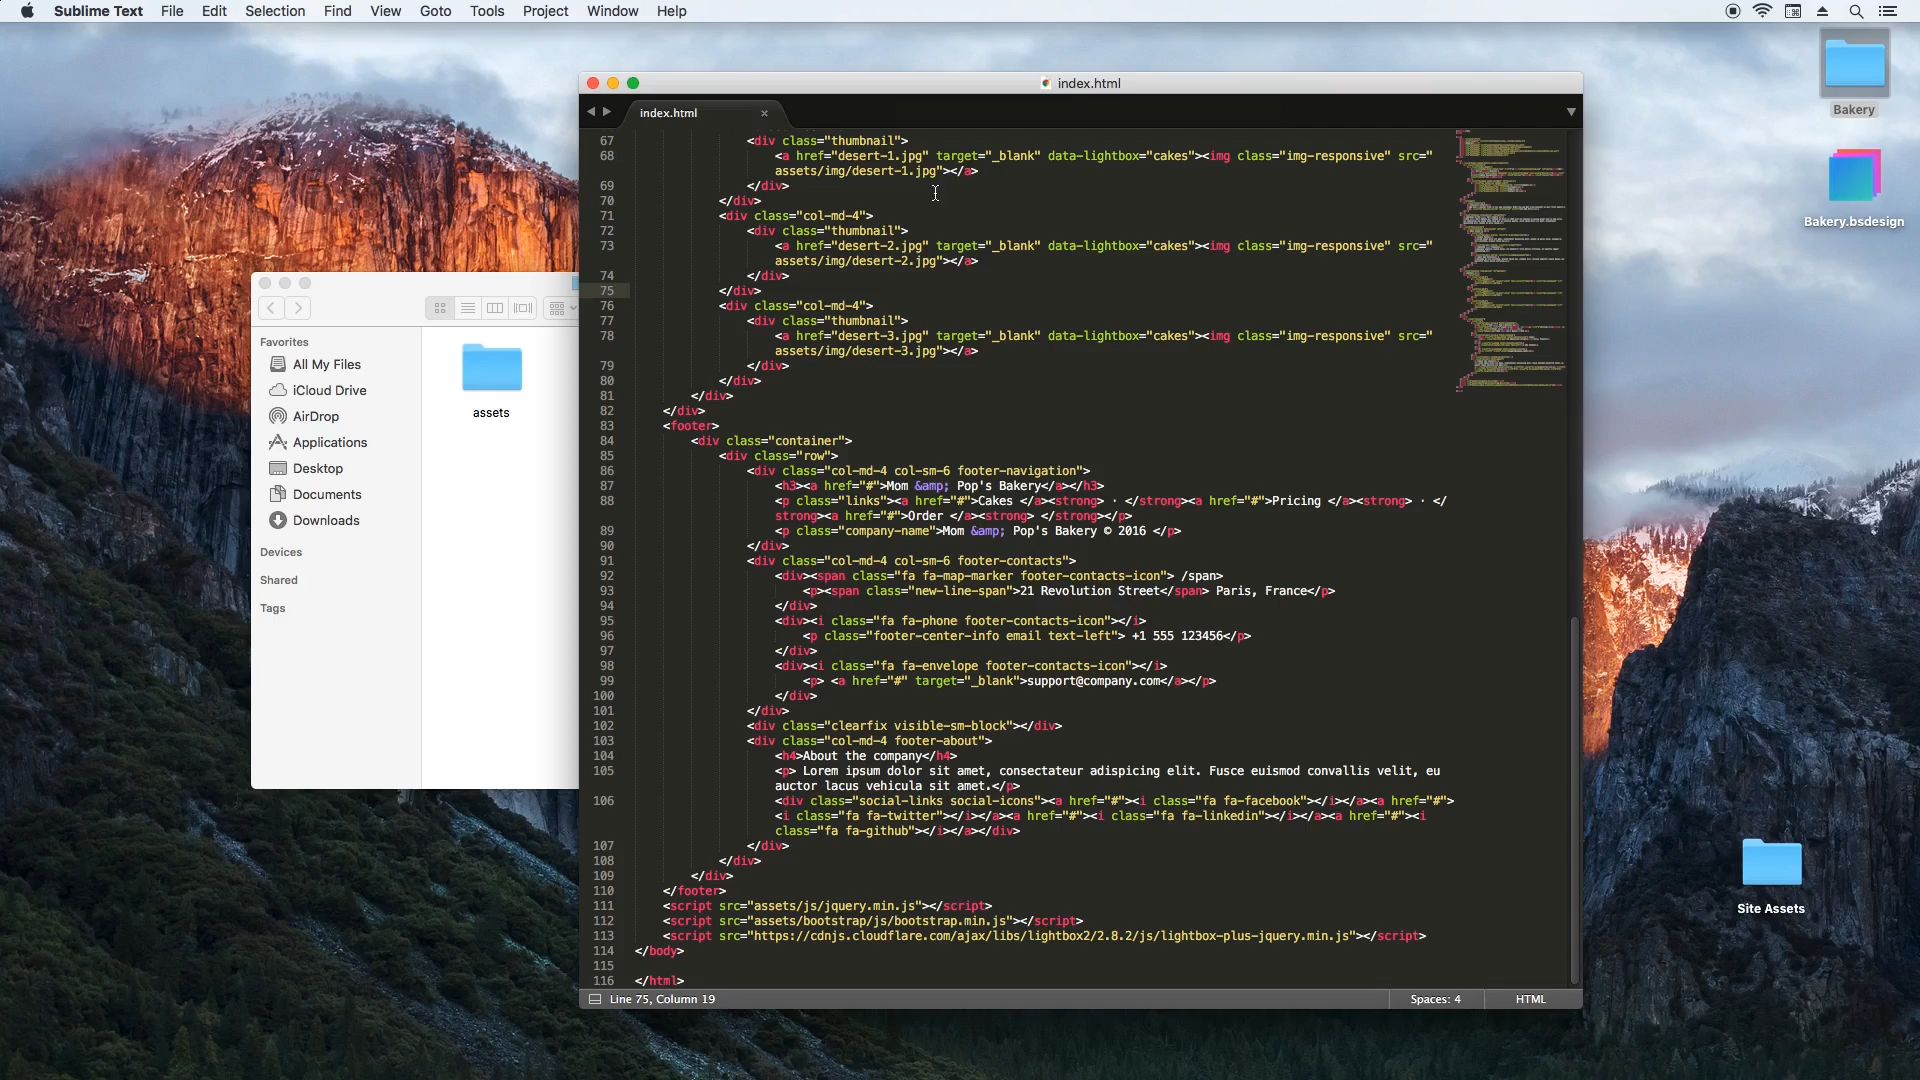 Sublime Text File Edit Selection Find View Goto Tools Project Window Help
Bakery
Bakery.bsdesign
Site Assets
Favorites
All My Files
iCloud Drive
AirDrop
Applications
Desktop
Documents
Downloads
Devices
Shared
Tags
assets
index.html
index.html
67 <div class="thumbnail">
68 <a href="desert-1.jpg" target="_blank" data-lightbox="cakes"><img class="img-responsive" src="
assets/img/desert-1.jpg"></a>
69 </div>
70 </div>
71 <div class="col-md-4">
72 <div class="thumbnail">
73 <a href="desert-2.jpg" target="_blank" data-lightbox="cakes"><img class="img-responsive" src="
assets/img/desert-2.jpg"></a>
74 </div>
75 </div>
76 <div class="col-md-4">
77 <div class="thumbnail">
78 <a href="desert-3.jpg" target="_blank" data-lightbox="cakes"><img class="img-responsive" src="
assets/img/desert-3.jpg"></a>
79 </div>
80 </div>
81 </div>
82 </div>
83 <footer>
84 <div class="container">
85 <div class="row">
86 <div class="col-md-4 col-sm-6 footer-navigation">
87 <h3><a href="#">Mom &amp; Pop's Bakery</a></h3>
88 <p class="links"><a href="#">Cakes </a><strong> · </strong><a href="#">Pricing </a><strong> · </
strong><a href="#">Order </a><strong> </strong></p>
89 <p class="company-name">Mom &amp; Pop's Bakery © 2016 </p>
90 </div>
91 <div class="col-md-4 col-sm-6 footer-contacts">
92 <div><span class="fa fa-map-marker footer-contacts-icon"> /span>
93 <p><span class="new-line-span">21 Revolution Street</span> Paris, France</p>
94 </div>
95 <div><i class="fa fa-phone footer-contacts-icon"></i>
96 <p class="footer-center-info email text-left"> +1 555 123456</p>
97 </div>
98 <div><i class="fa fa-envelope footer-contacts-icon"></i>
99 <p> <a href="#" target="_blank">support@company.com</a></p>
100 </div>
101 </div>
102 <div class="clearfix visible-sm-block"></div>
103 <div class="col-md-4 footer-about">
104 <h4>About the company</h4>
105 <p> Lorem ipsum dolor sit amet, consectateur adispicing elit. Fusce euismod convallis velit, eu
auctor lacus vehicula sit amet.</p>
106 <div class="social-links social-icons"><a href="#"><i class="fa fa-facebook"></i></a><a href="#">
<i class="fa fa-twitter"></i></a><a href="#"><i class="fa fa-linkedin"></i></a><a href="#"><i
class="fa fa-github"></i></a></div>
107 </div>
108 </div>
109 </div>
110 </footer>
111 <script src="assets/js/jquery.min.js"></script>
112 <script src="assets/bootstrap/js/bootstrap.min.js"></script>
113 <script src="https://cdnjs.cloudflare.com/ajax/libs/lightbox2/2.8.2/js/lightbox-plus-jquery.min.js"></script>
114 </body>
115
116 </html>
Line 75, Column 19 Spaces: 4 HTML